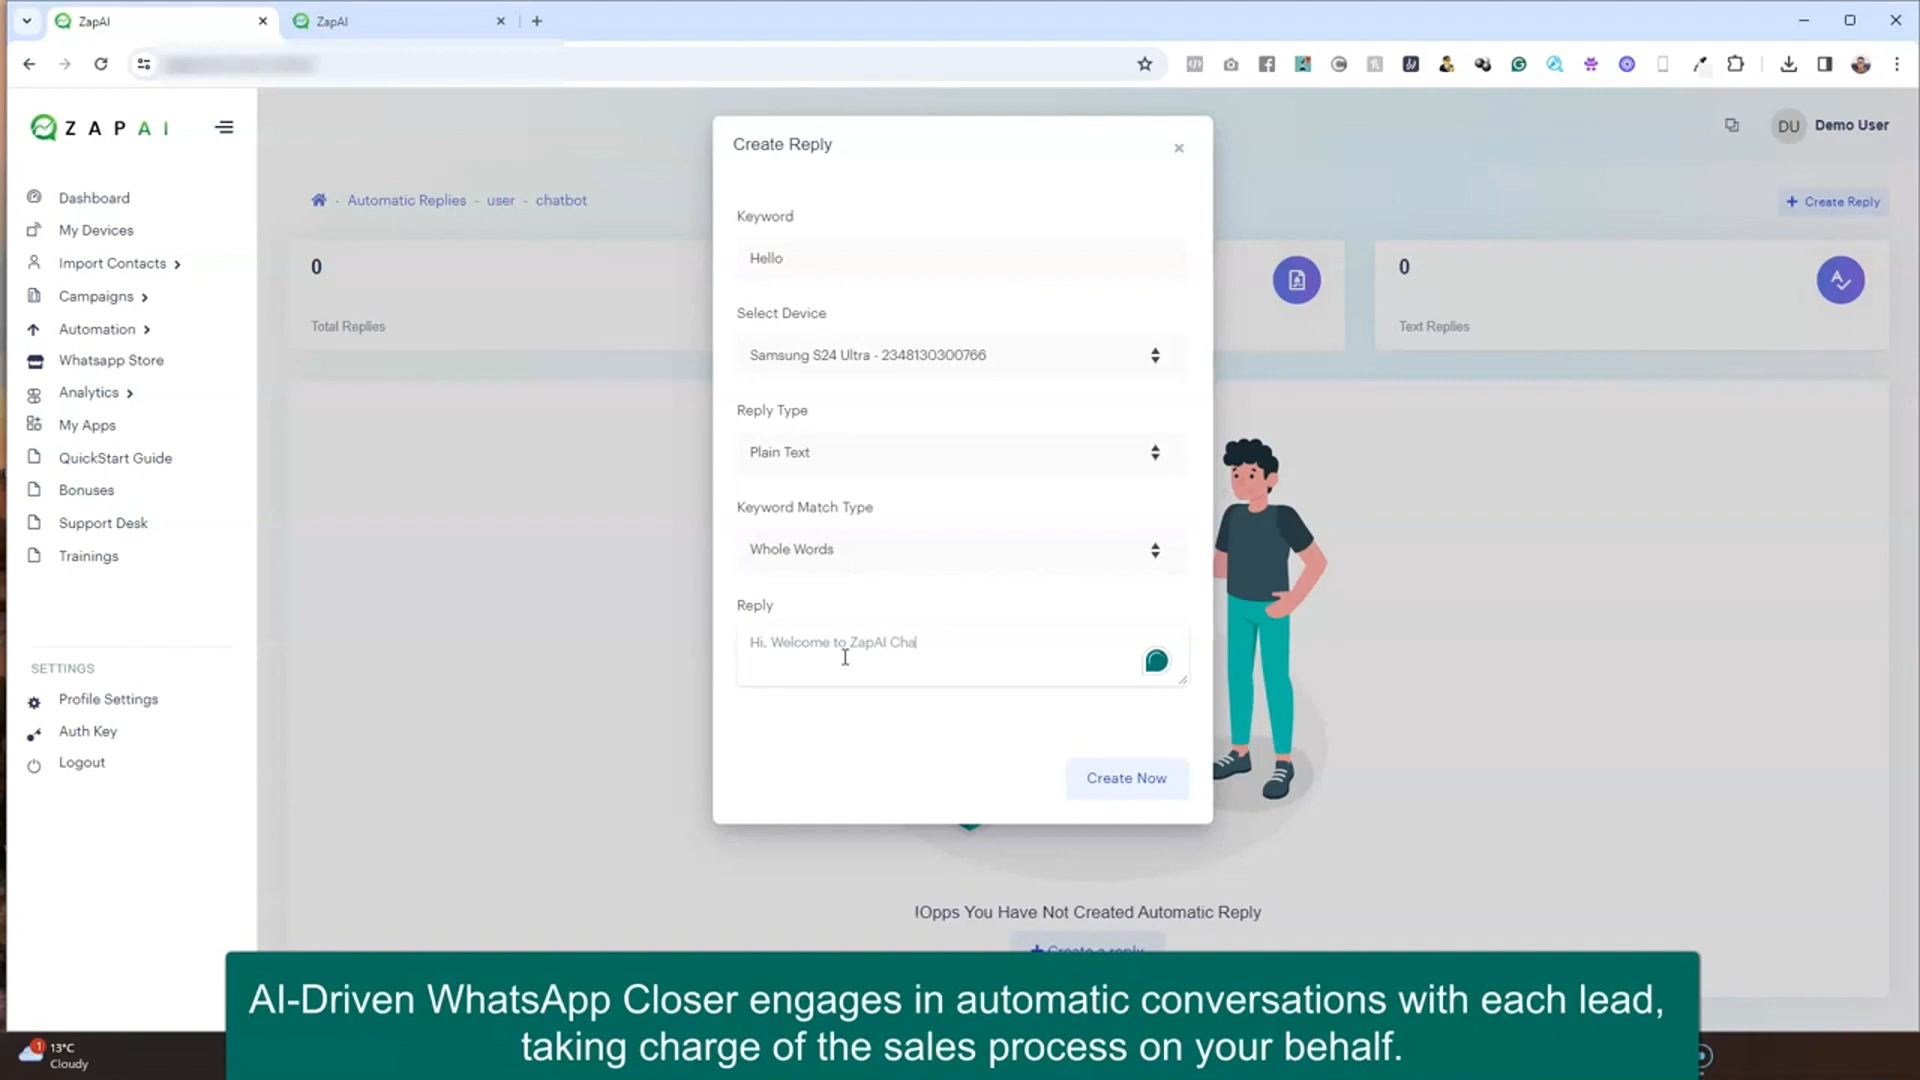 ZapAI
ZapAI
ZAPAI
Dashboard
My Devices
Import Contacts
Campaigns
Automation
Whatsapp Store
Analytics
My Apps
QuickStart Guide
Bonuses
Support Desk
Trainings
SETTINGS
Profile Settings
Auth Key
Logout
DU Demo User
Automatic Replies - user - chatbot
+ Create Reply
0
Total Replies
0
Text Replies
Create Reply
×
Keyword
Hello
Select Device
Samsung S24 Ultra - 2348130300766
Reply Type
Plain Text
Keyword Match Type
Whole Words
Reply
Hi, Welcome to ZapAI Cha
Create Now
!Opps You Have Not Created Automatic Reply
+ Create a reply
AI-Driven WhatsApp Closer engages in automatic conversations with each lead,
taking charge of the sales process on your behalf.
1
13°C
Cloudy